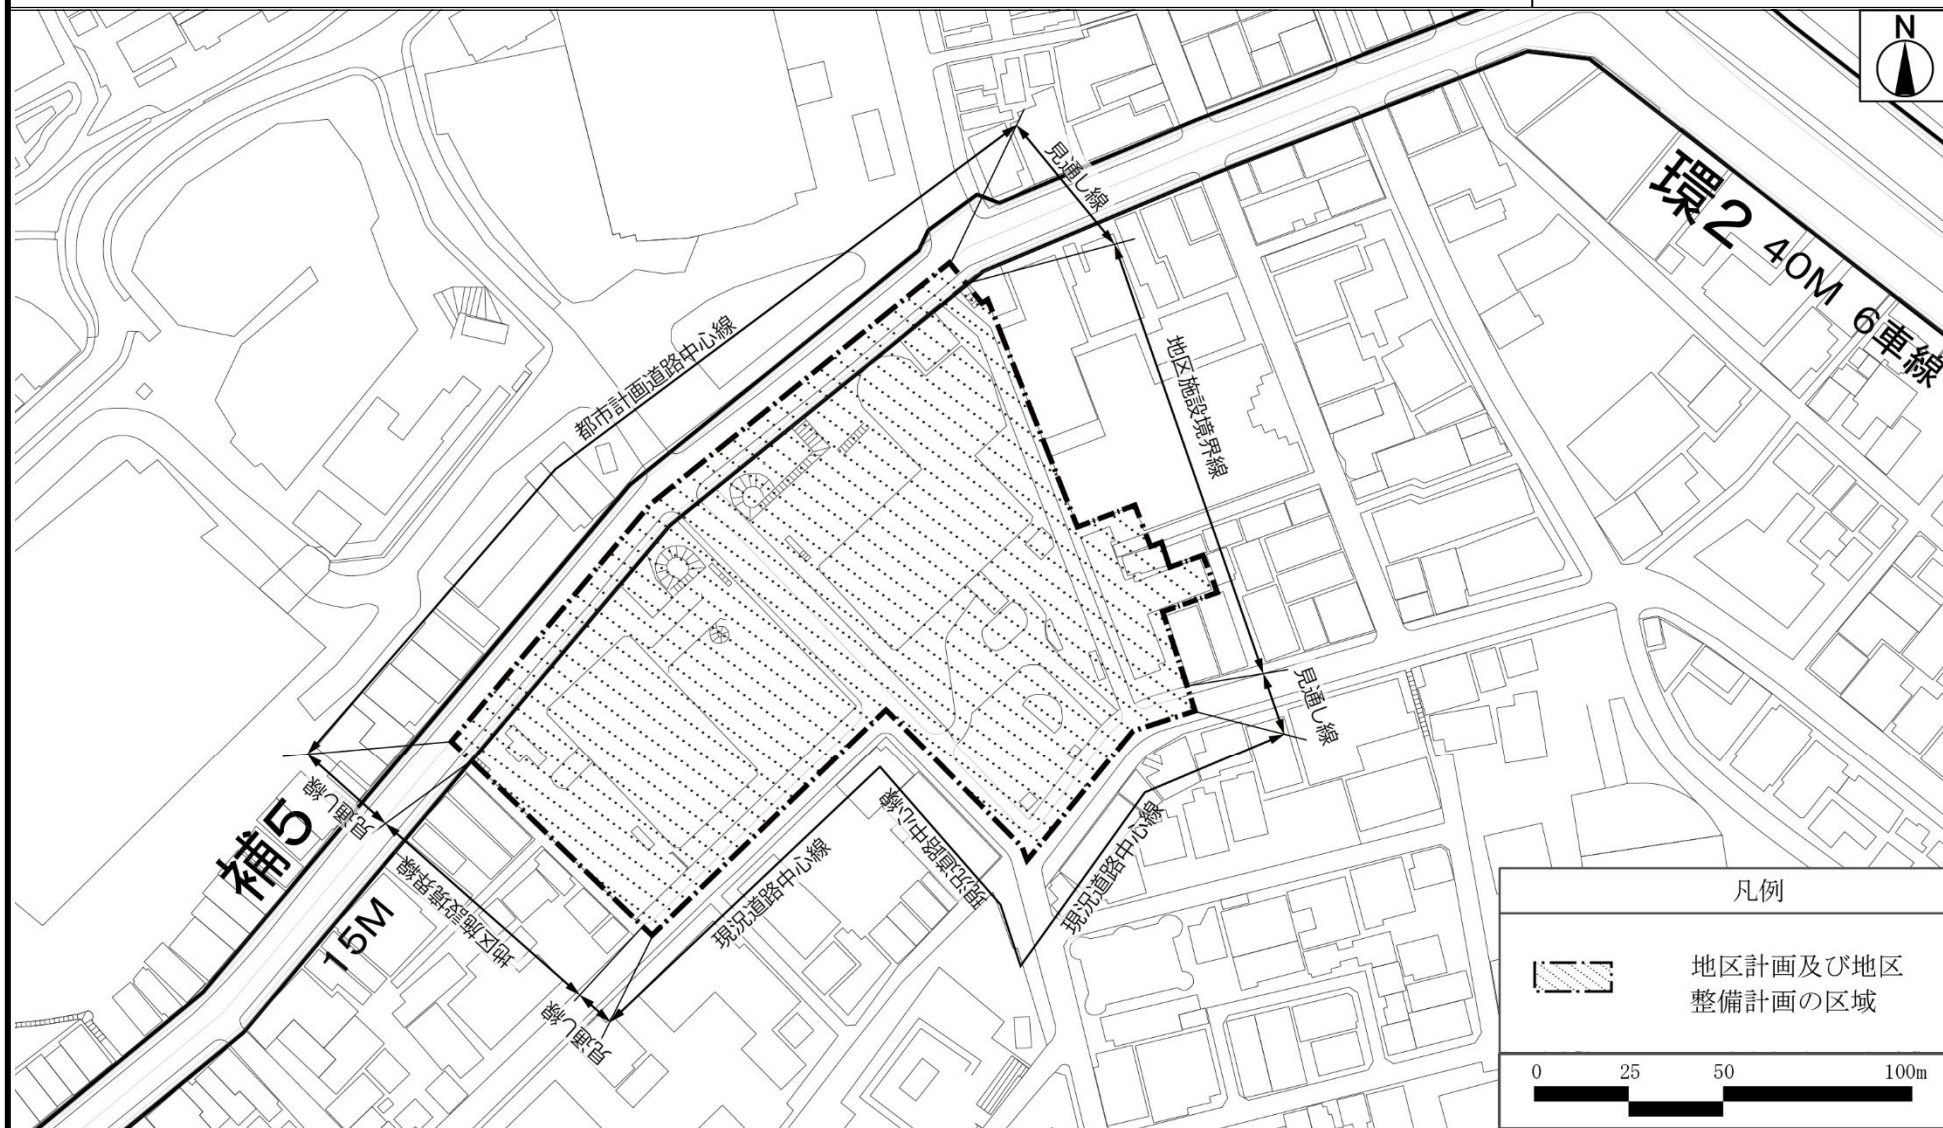 N
見通し線
環2 40M 6車線
都市計画道路中心線
地区施設境界線
見通し線
見通し線
補5
15M
地区施設境界線
現況道路中心線
現況道路中心線
現況道路中心線
見通し線
凡例
地区計画及び地区
整備計画の区域
0 25 50 100m